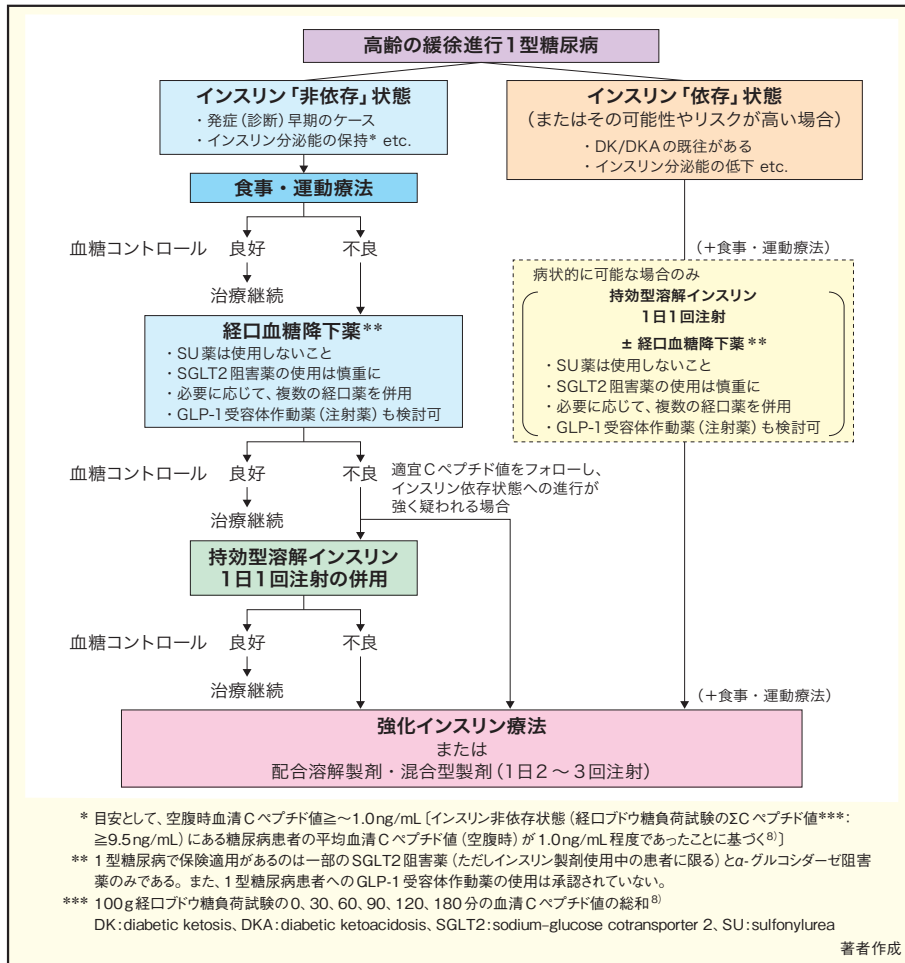 高齢の緩徐進行1型糖尿病
インスリン「非依存」状態
・発症（診断）早期のケース
・インスリン分泌能の保持* etc.
インスリン「依存」状態
（またはその可能性やリスクが高い場合）
・DK/DKAの既往がある
・インスリン分泌能の低下 etc.
食事・運動療法
血糖コントロール 良好 不良
治療継続
（＋食事・運動療法）
経口血糖降下薬**
・SU薬は使用しないこと
・SGLT2阻害薬の使用は慎重に
・必要に応じて、複数の経口薬を併用
・GLP-1受容体作動薬（注射薬）も検討可
病状的に可能な場合のみ
持効型溶解インスリン
1日1回注射
± 経口血糖降下薬**
・SU薬は使用しないこと
・SGLT2阻害薬の使用は慎重に
・必要に応じて、複数の経口薬を併用
・GLP-1受容体作動薬（注射薬）も検討可
血糖コントロール 良好 不良
治療継続
適宜Cペプチド値をフォローし、
インスリン依存状態への進行が
強く疑われる場合
持効型溶解インスリン
1日1回注射の併用
血糖コントロール 良好 不良
治療継続
（＋食事・運動療法）
強化インスリン療法
または
配合溶解製剤・混合型製剤（1日2～3回注射）
* 目安として、空腹時血清Cペプチド値≧～1.0ng/mL〔インスリン非依存状態（経口ブドウ糖負荷試験のΣCペプチド値***：
≧9.5ng/mL）にある糖尿病患者の平均血清Cペプチド値（空腹時）が1.0ng/mL程度であったことに基づく8)〕
** 1型糖尿病で保険適用があるのは一部のSGLT2阻害薬（ただしインスリン製剤使用中の患者に限る）とα-グルコシダーゼ阻害
薬のみである。また、1型糖尿病患者へのGLP-1受容体作動薬の使用は承認されていない。
*** 100g経口ブドウ糖負荷試験の0、30、60、90、120、180分の血清Cペプチド値の総和8)
DK：diabetic ketosis、DKA：diabetic ketoacidosis、SGLT2：sodium–glucose cotransporter 2、SU：sulfonylurea
著者作成